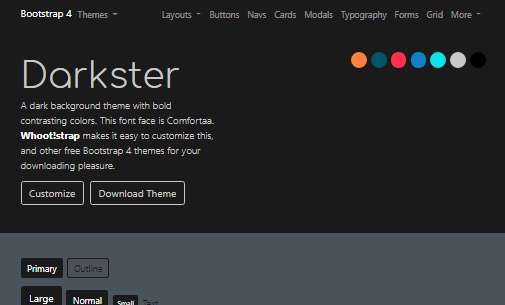 Bootstrap 4 Themes Layouts Buttons Navs Cards Modals Typography Forms Grid More
Darkster
A dark background theme with bold
contrasting colors. This font face is Comfortaa.
Whoot!strap makes it easy to customize this,
and other free Bootstrap 4 themes for your
downloading pleasure.
Customize Download Theme
Primary Outline
Large Normal Small Text